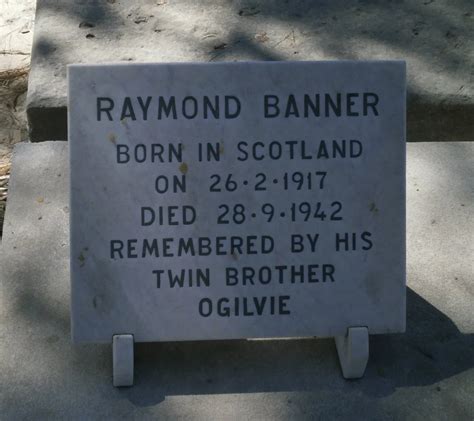 RAYMOND BANNER
BORN IN SCOTLAND
ON 26·2·1917
DIED 28·9·1942
REMEMBERED BY HIS
TWIN BROTHER
OGILVIE